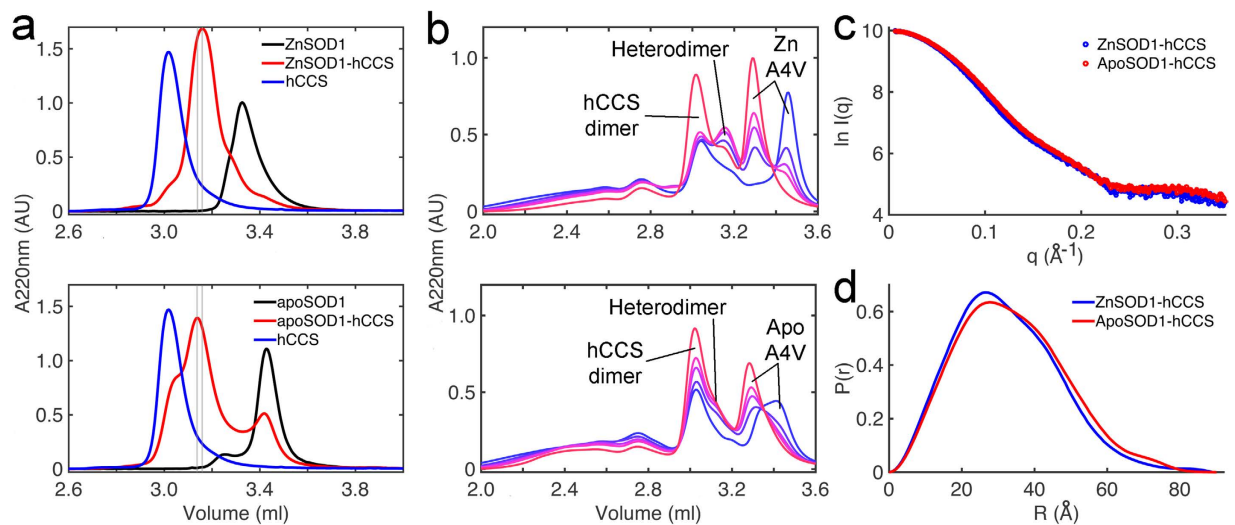 a
1.5
1.0
0.5
0
ZnSOD1
ZnSOD1-hCCS
hCCS
2.6
3.0
3.4
3.8
1.5
1.0
0.5
0
apoSOD1
apoSOD1-hCCS
hCCS
2.6
3.0
3.4
3.8
A220nm (AU)
Volume (ml)
b
1.0
0.5
0
Heterodimer
Zn
A4V
hCCS
dimer
2.0
2.4
2.8
3.2
3.6
1.0
0.5
0
Heterodimer
hCCS
dimer
Apo
A4V
2.0
2.4
2.8
3.2
3.6
A220nm (AU)
Volume (ml)
c
10
8
6
4
ln I(q)
ZnSOD1-hCCS
ApoSOD1-hCCS
0
0.1
0.2
0.3
q (Å-1)
d
0.6
0.4
0.2
0
P(r)
ZnSOD1-hCCS
ApoSOD1-hCCS
0
20
40
60
80
R (Å)